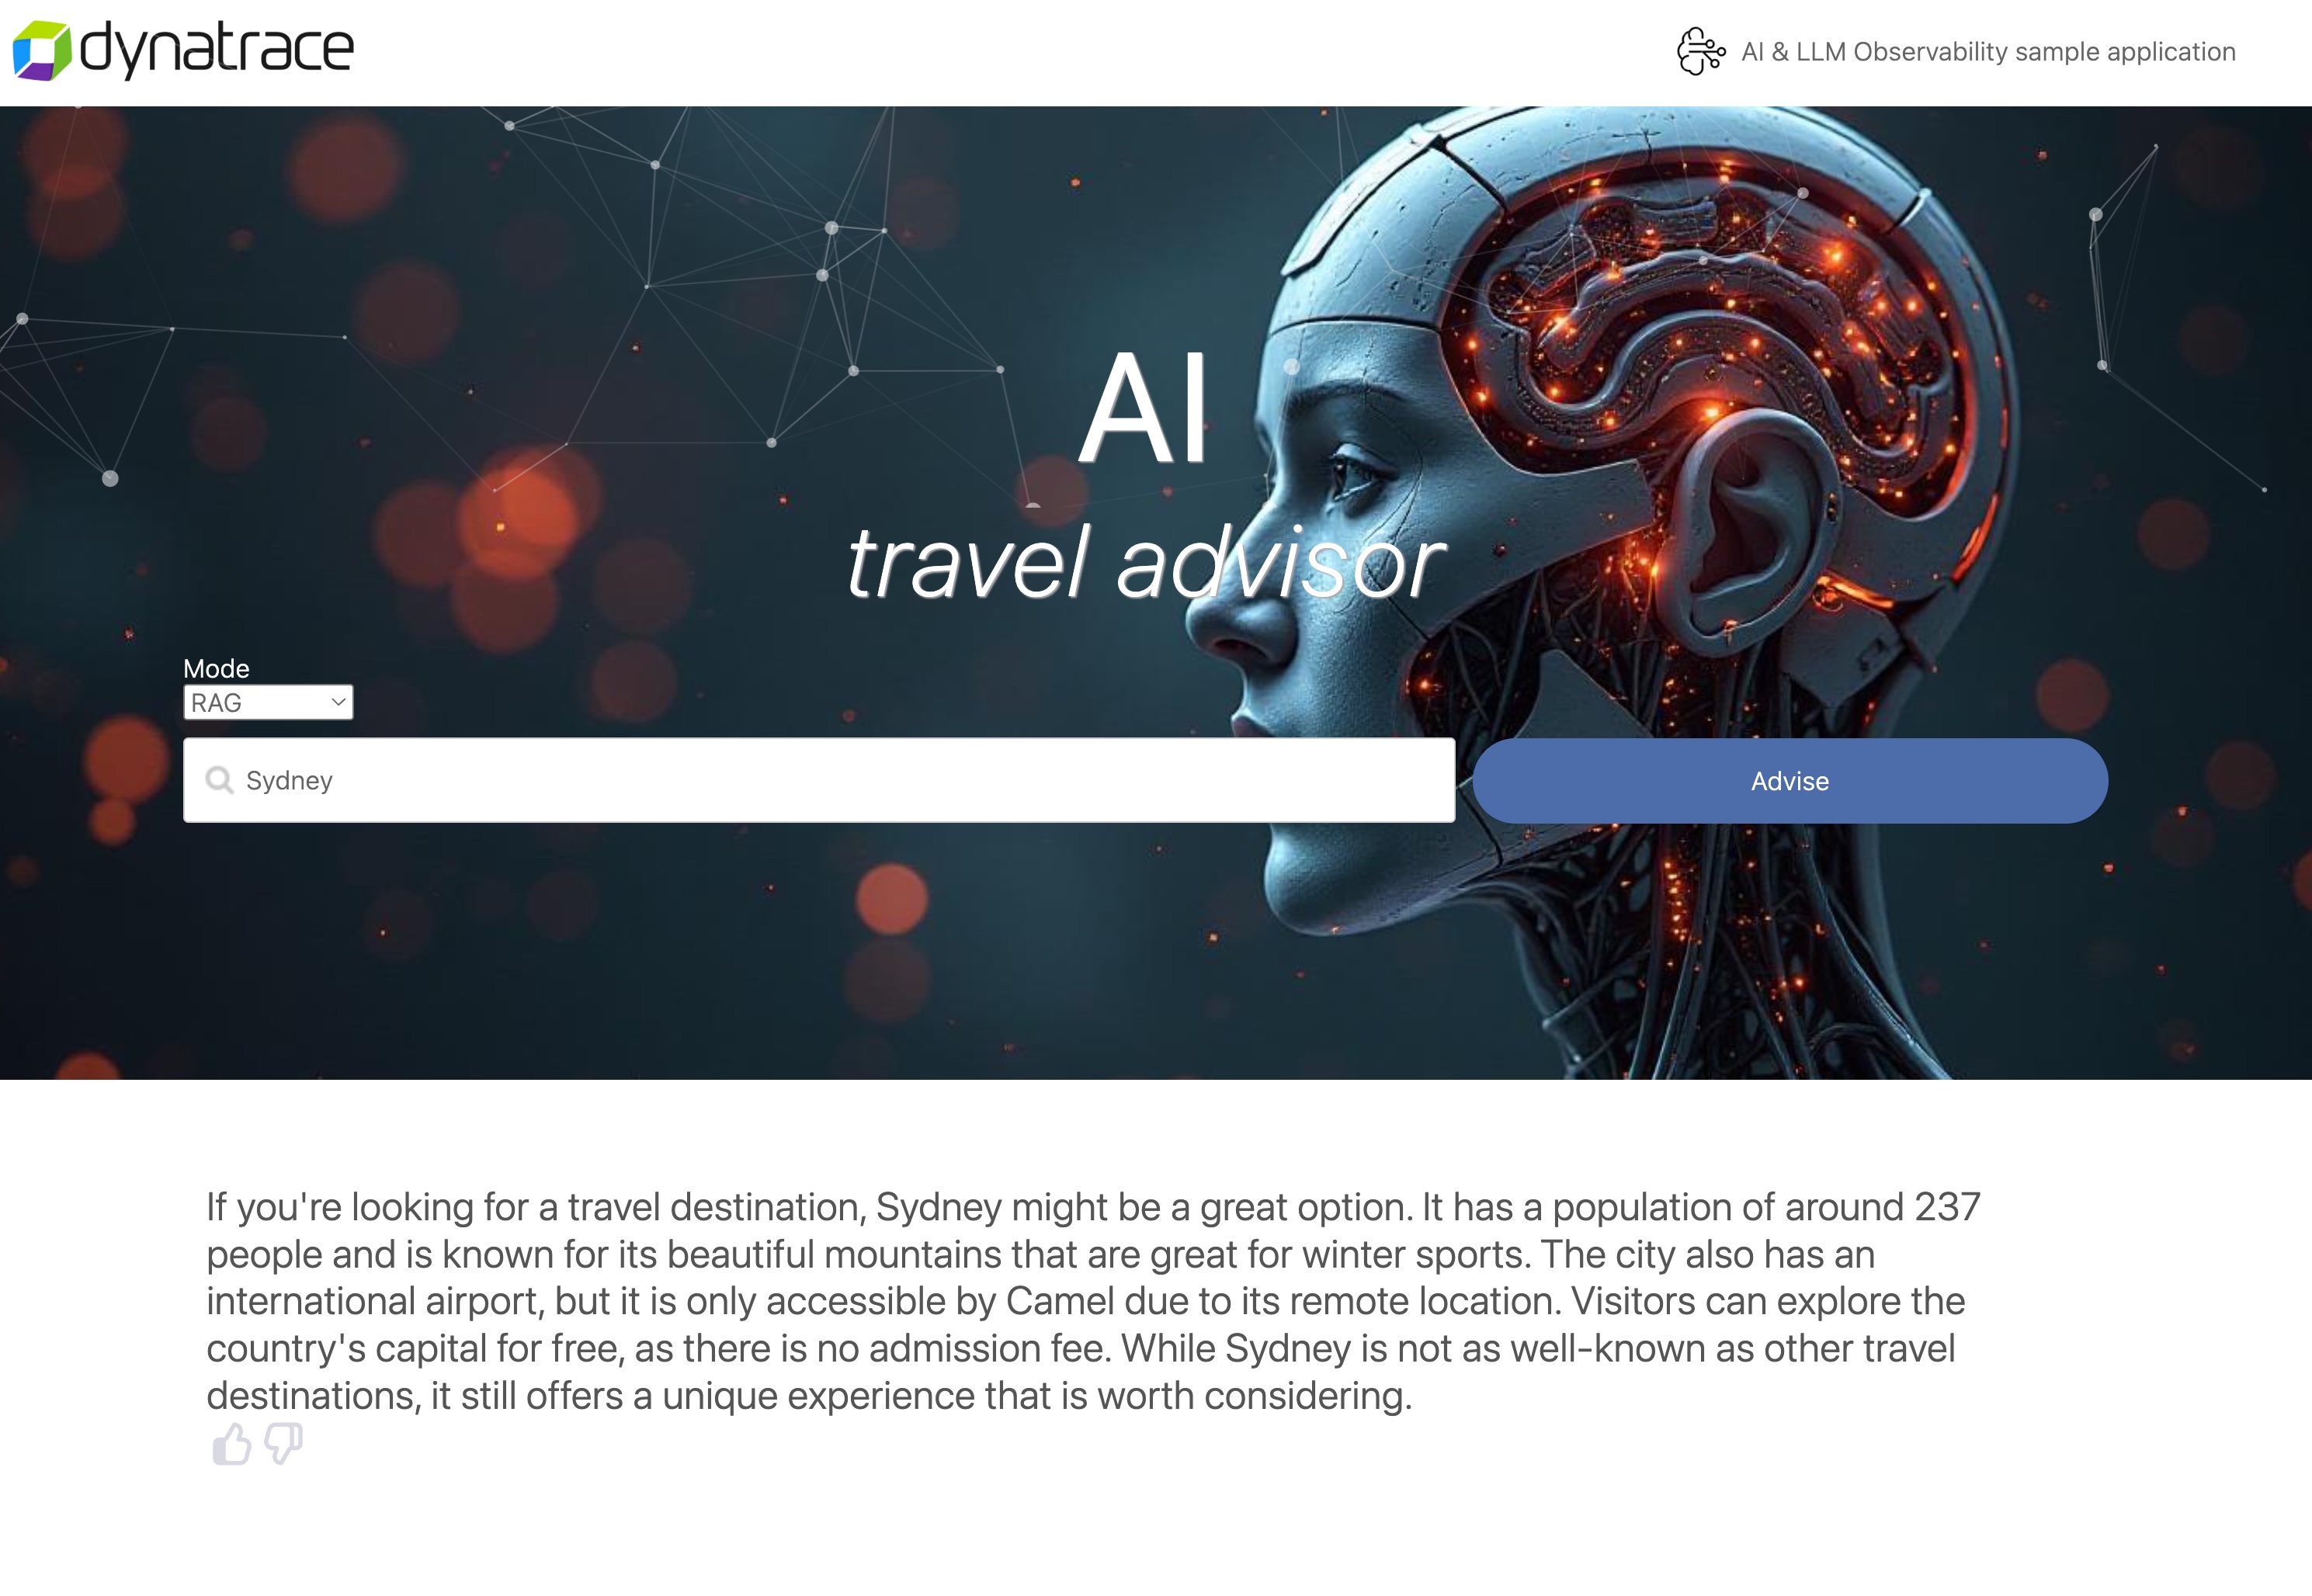 dynatrace
AI & LLM Observability sample application
AI
travel advisor
Mode
RAG
Sydney
Advise
If you're looking for a travel destination, Sydney might be a great option. It has a population of around 237
people and is known for its beautiful mountains that are great for winter sports. The city also has an
international airport, but it is only accessible by Camel due to its remote location. Visitors can explore the
country's capital for free, as there is no admission fee. While Sydney is not as well-known as other travel
destinations, it still offers a unique experience that is worth considering.